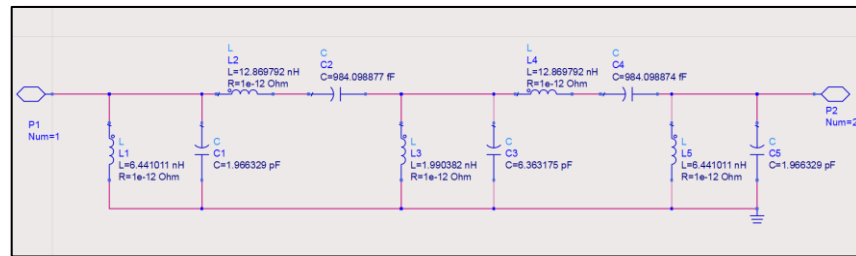 L
L2
L=12.869792 nH
R=1e-12 Ohm
C
C2
C=984.098877 fF
L
L4
L=12.869792 nH
R=1e-12 Ohm
C
C4
C=984.098874 fF
P1
Num=1
P2
Num=2
L
L1
L=6.441011 nH
R=1e-12 Ohm
C
C1
C=1.966329 pF
L
L3
L=1.990382 nH
R=1e-12 Ohm
C
C3
C=6.363175 pF
L
L5
L=6.441011 nH
R=1e-12 Ohm
C
C5
C=1.966329 pF